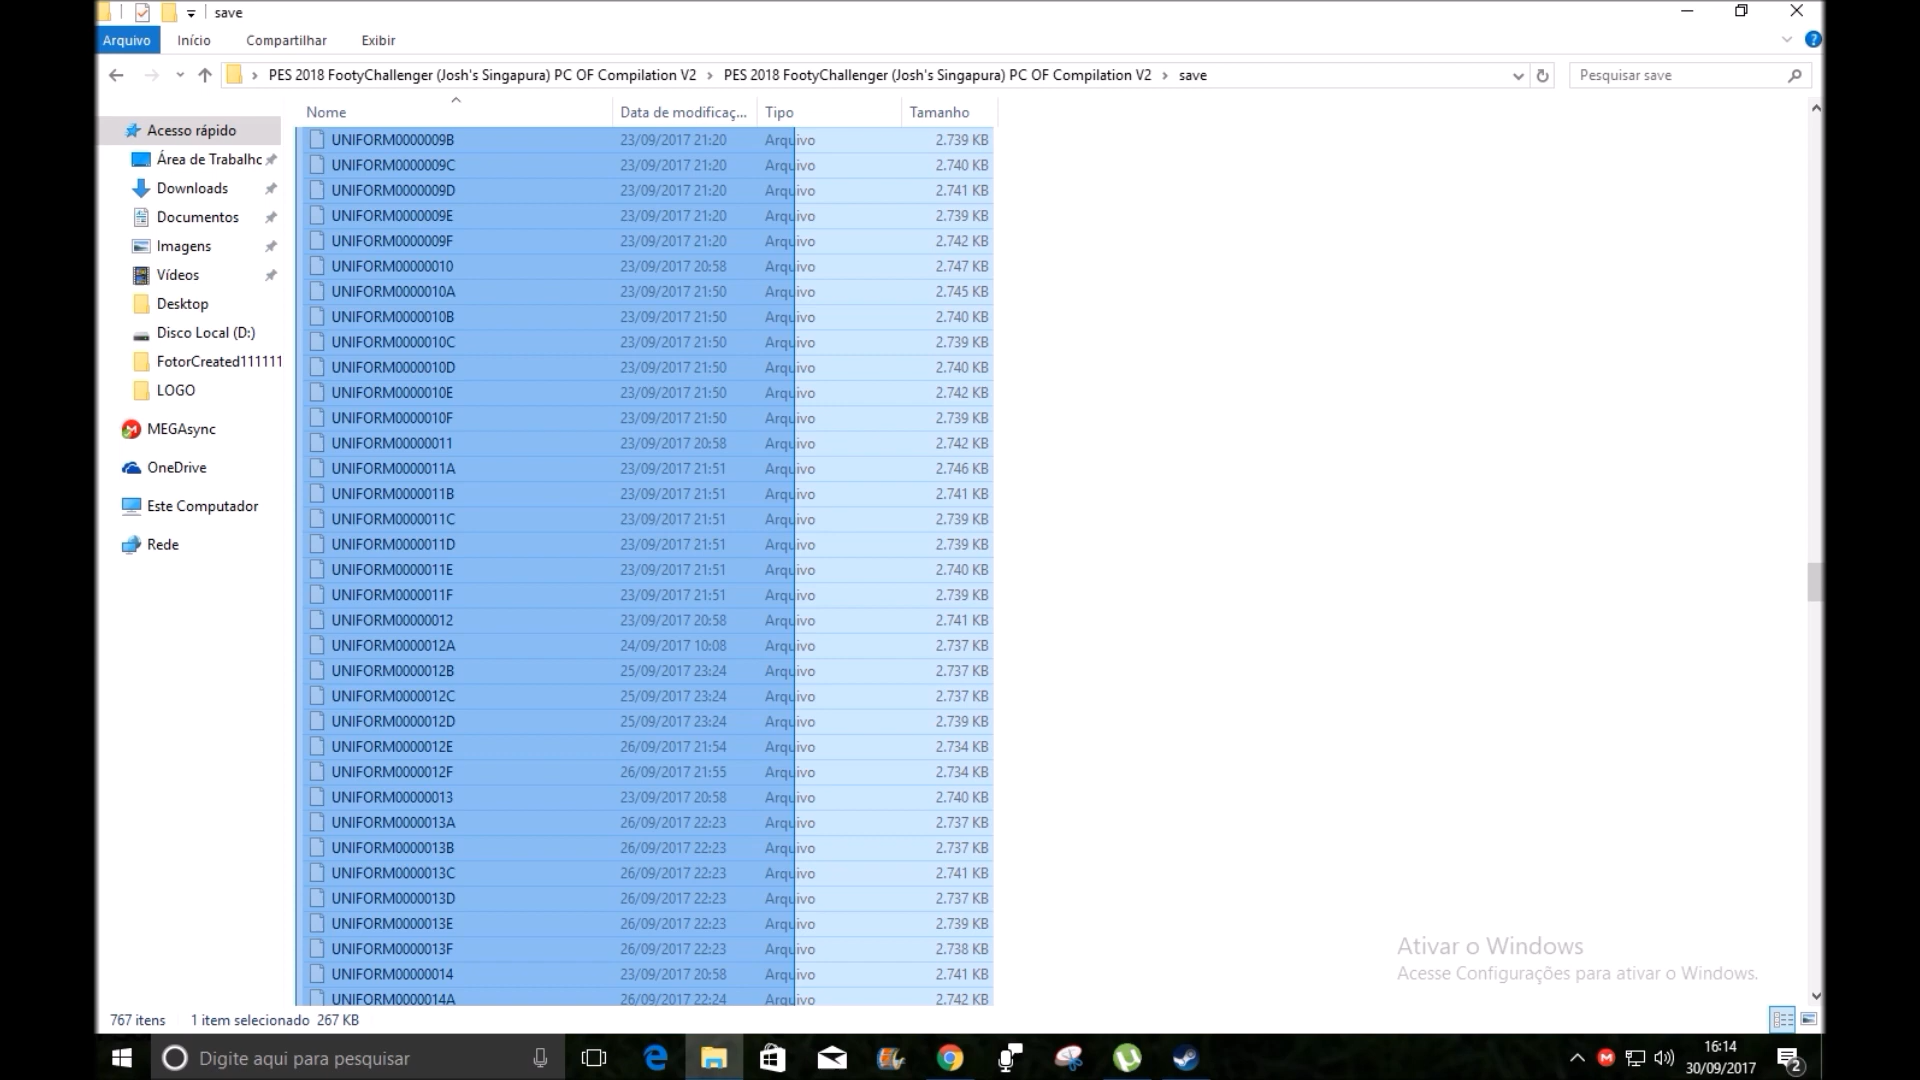 save
Arquivo Início Compartilhar Exibir
PES 2018 FootyChallenger (Josh's Singapura) PC OF Compilation V2 › PES 2018 FootyChallenger (Josh's Singapura) PC OF Compilation V2 › save Pesquisar save
Nome Data de modificaç... Tipo Tamanho
Acesso rápido
Área de Trabalhc
Downloads
Documentos
Imagens
Vídeos
Desktop
Disco Local (D:)
FotorCreated111111
LOGO
MEGAsync
OneDrive
Este Computador
Rede
UNIFORM0000009B 23/09/2017 21:20 Arquivo 2.739 KB
UNIFORM0000009C 23/09/2017 21:20 Arquivo 2.740 KB
UNIFORM0000009D 23/09/2017 21:20 Arquivo 2.741 KB
UNIFORM0000009E 23/09/2017 21:20 Arquivo 2.739 KB
UNIFORM0000009F 23/09/2017 21:20 Arquivo 2.742 KB
UNIFORM00000010 23/09/2017 20:58 Arquivo 2.747 KB
UNIFORM0000010A 23/09/2017 21:50 Arquivo 2.745 KB
UNIFORM0000010B 23/09/2017 21:50 Arquivo 2.740 KB
UNIFORM0000010C 23/09/2017 21:50 Arquivo 2.739 KB
UNIFORM0000010D 23/09/2017 21:50 Arquivo 2.740 KB
UNIFORM0000010E 23/09/2017 21:50 Arquivo 2.742 KB
UNIFORM0000010F 23/09/2017 21:50 Arquivo 2.739 KB
UNIFORM00000011 23/09/2017 20:58 Arquivo 2.742 KB
UNIFORM0000011A 23/09/2017 21:51 Arquivo 2.746 KB
UNIFORM0000011B 23/09/2017 21:51 Arquivo 2.741 KB
UNIFORM0000011C 23/09/2017 21:51 Arquivo 2.739 KB
UNIFORM0000011D 23/09/2017 21:51 Arquivo 2.739 KB
UNIFORM0000011E 23/09/2017 21:51 Arquivo 2.740 KB
UNIFORM0000011F 23/09/2017 21:51 Arquivo 2.739 KB
UNIFORM00000012 23/09/2017 20:58 Arquivo 2.741 KB
UNIFORM0000012A 24/09/2017 10:08 Arquivo 2.737 KB
UNIFORM0000012B 25/09/2017 23:24 Arquivo 2.737 KB
UNIFORM0000012C 25/09/2017 23:24 Arquivo 2.737 KB
UNIFORM0000012D 25/09/2017 23:24 Arquivo 2.739 KB
UNIFORM0000012E 26/09/2017 21:54 Arquivo 2.734 KB
UNIFORM0000012F 26/09/2017 21:55 Arquivo 2.734 KB
UNIFORM00000013 23/09/2017 20:58 Arquivo 2.740 KB
UNIFORM0000013A 26/09/2017 22:23 Arquivo 2.737 KB
UNIFORM0000013B 26/09/2017 22:23 Arquivo 2.737 KB
UNIFORM0000013C 26/09/2017 22:23 Arquivo 2.741 KB
UNIFORM0000013D 26/09/2017 22:23 Arquivo 2.737 KB
UNIFORM0000013E 26/09/2017 22:23 Arquivo 2.739 KB
UNIFORM0000013F 26/09/2017 22:23 Arquivo 2.738 KB
UNIFORM00000014 23/09/2017 20:58 Arquivo 2.741 KB
UNIFORM0000014A 26/09/2017 22:24 Arquivo 2.742 KB
Ativar o Windows
Acesse Configurações para ativar o Windows.
767 itens 1 item selecionado 267 KB
Digite aqui para pesquisar
16:14
30/09/2017
2